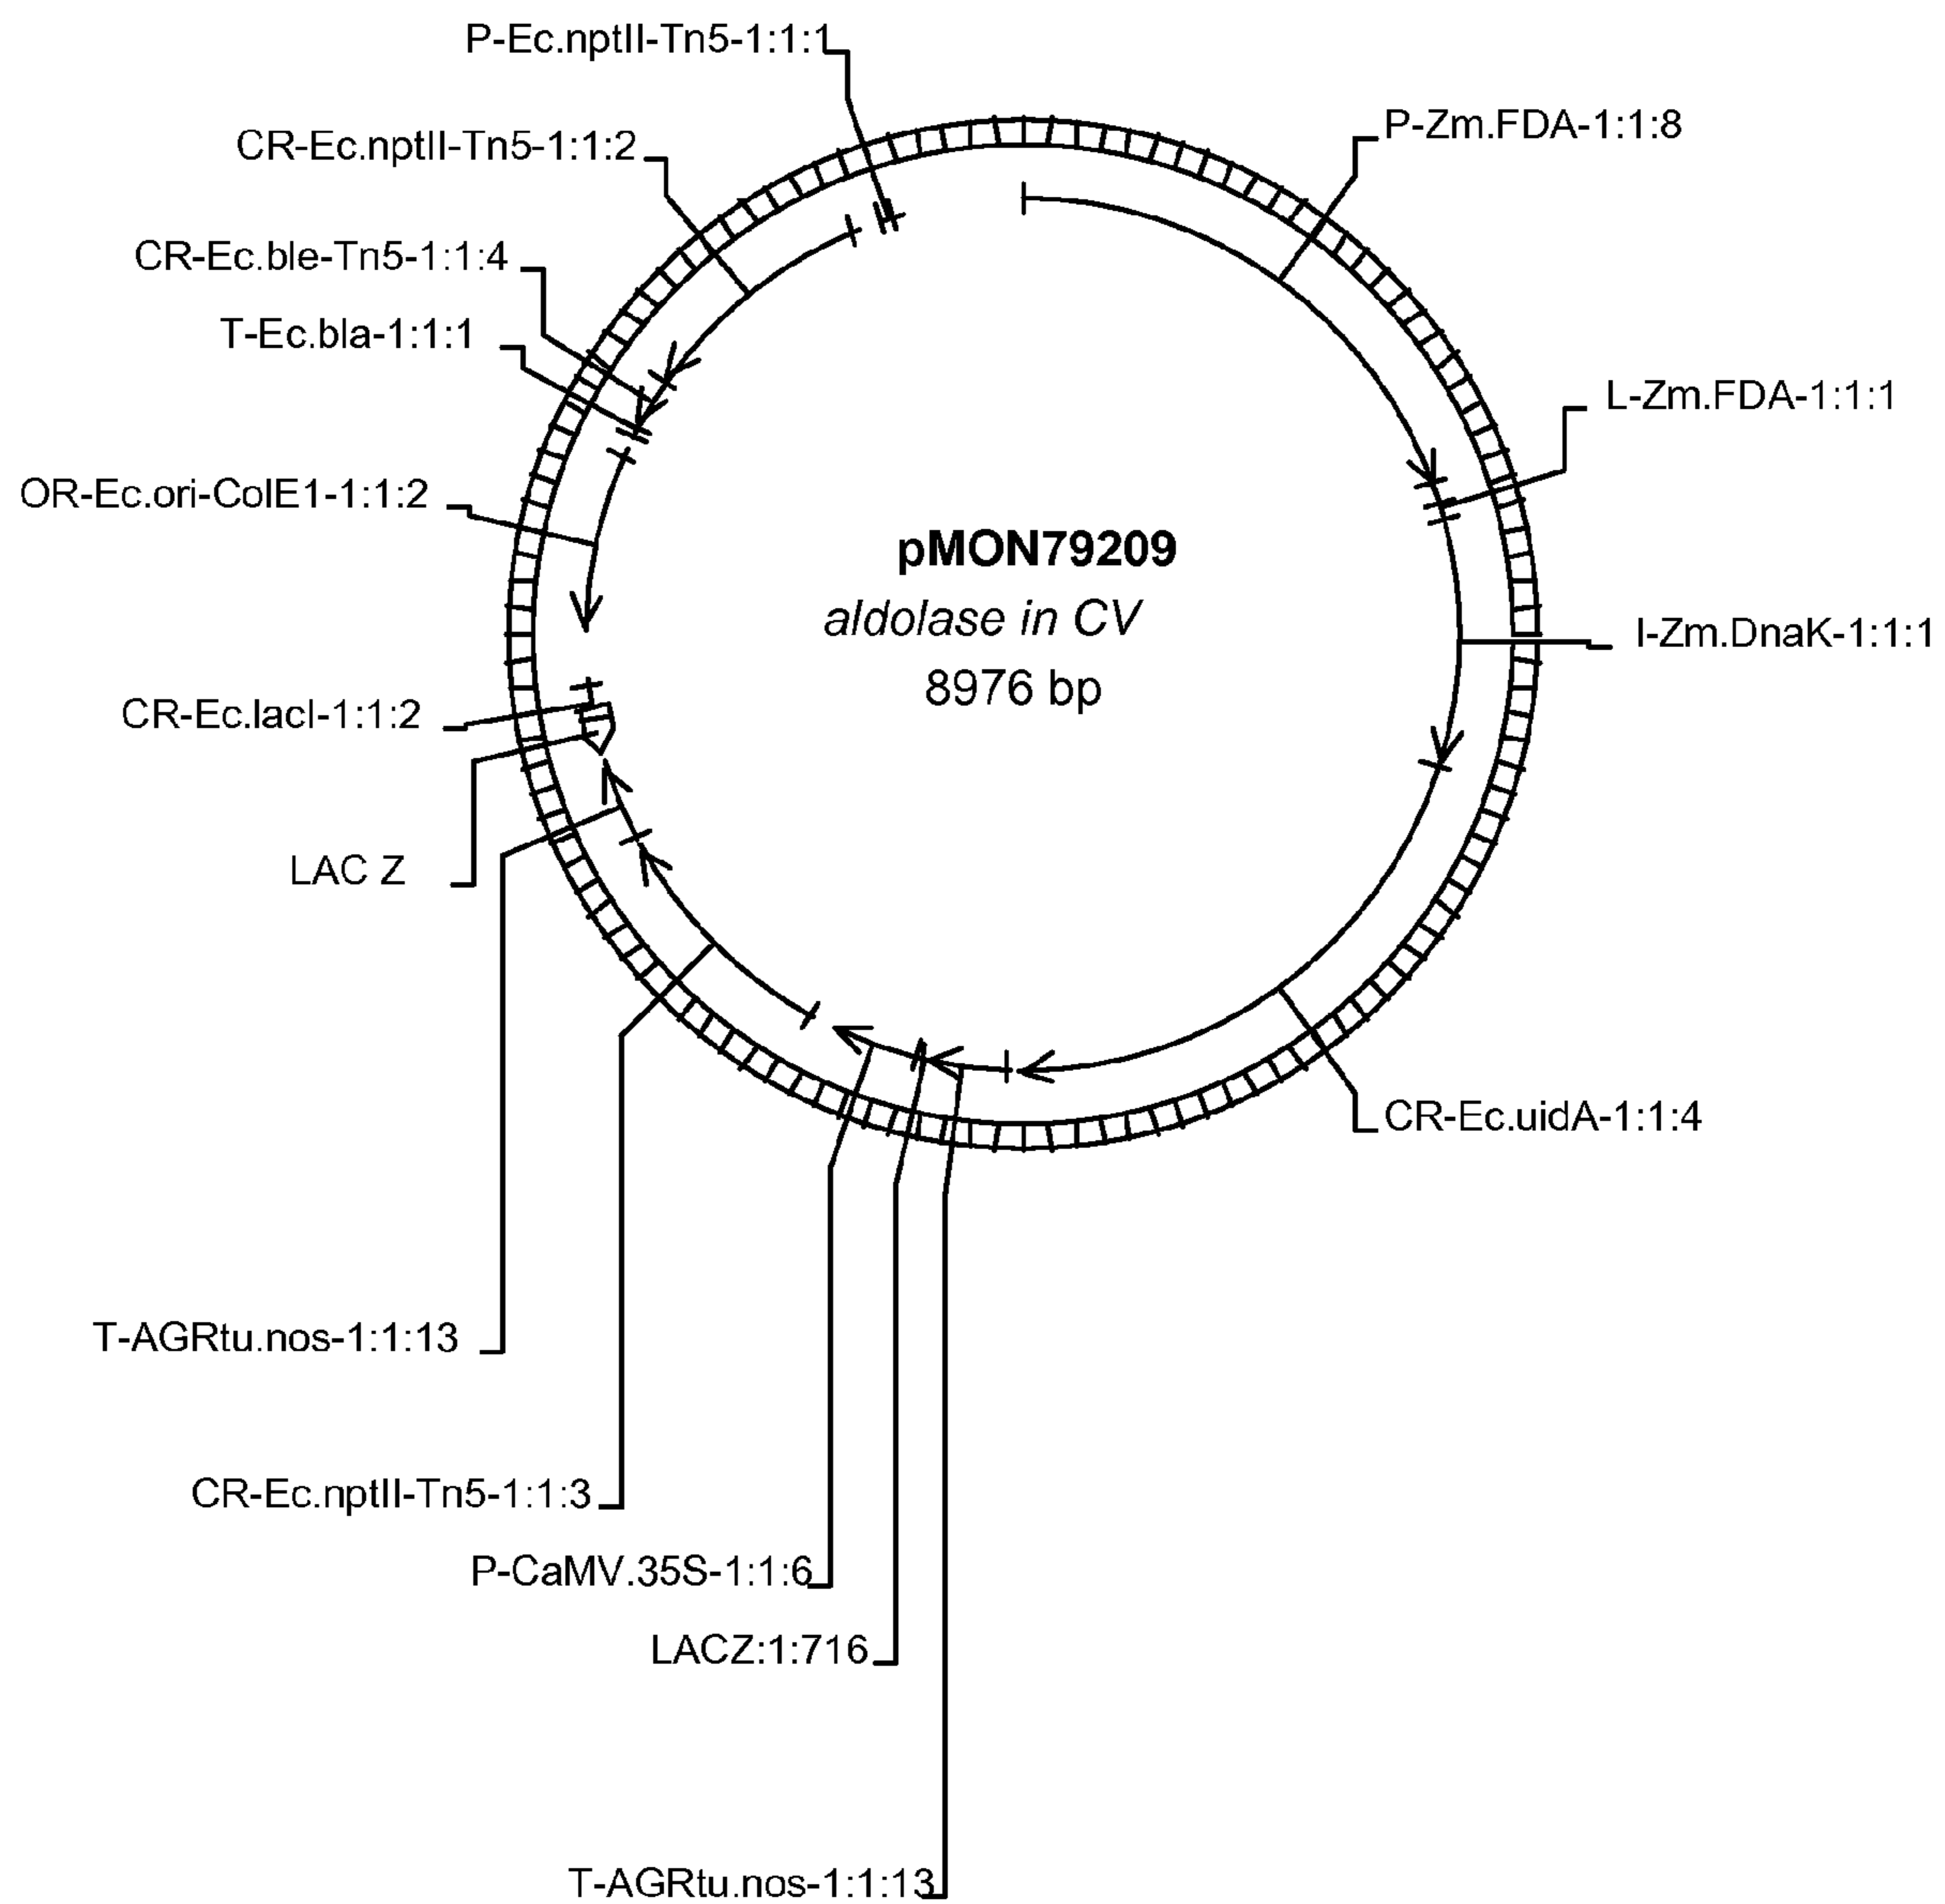 P-Ec.nptII-Tn5-1:1:1
P-Zm.FDA-1:1:8
CR-Ec.nptII-Tn5-1:1:2
CR-Ec.ble-Tn5-1:1:4
T-Ec.bla-1:1:1
L-Zm.FDA-1:1:1
OR-Ec.ori-ColE1-1:1:2
pMON79209
aldolase in CV
8976 bp
I-Zm.DnaK-1:1:1
CR-Ec.lacI-1:1:2
LAC Z
CR-Ec.uidA-1:1:4
T-AGRtu.nos-1:1:13
CR-Ec.nptII-Tn5-1:1:3
P-CaMV.35S-1:1:6
LACZ:1:716
T-AGRtu.nos-1:1:13